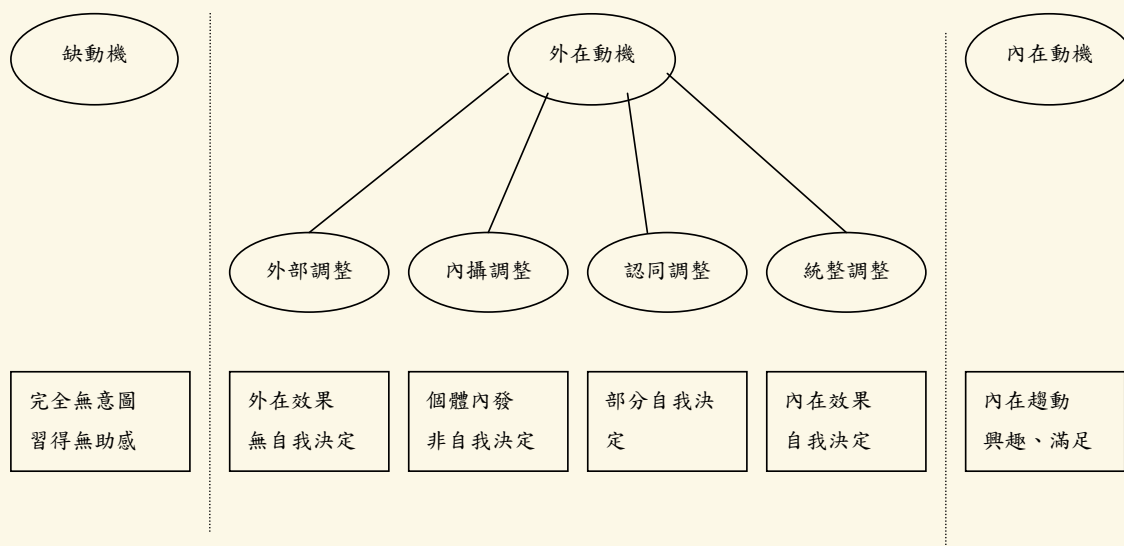 缺動機
外在動機
內在動機
外部調整
內攝調整
認同調整
統整調整
完全無意圖
習得無助感
外在效果
無自我決定
個體內發
非自我決定
部分自我決
定
內在效果
自我決定
內在趨動
興趣、滿足